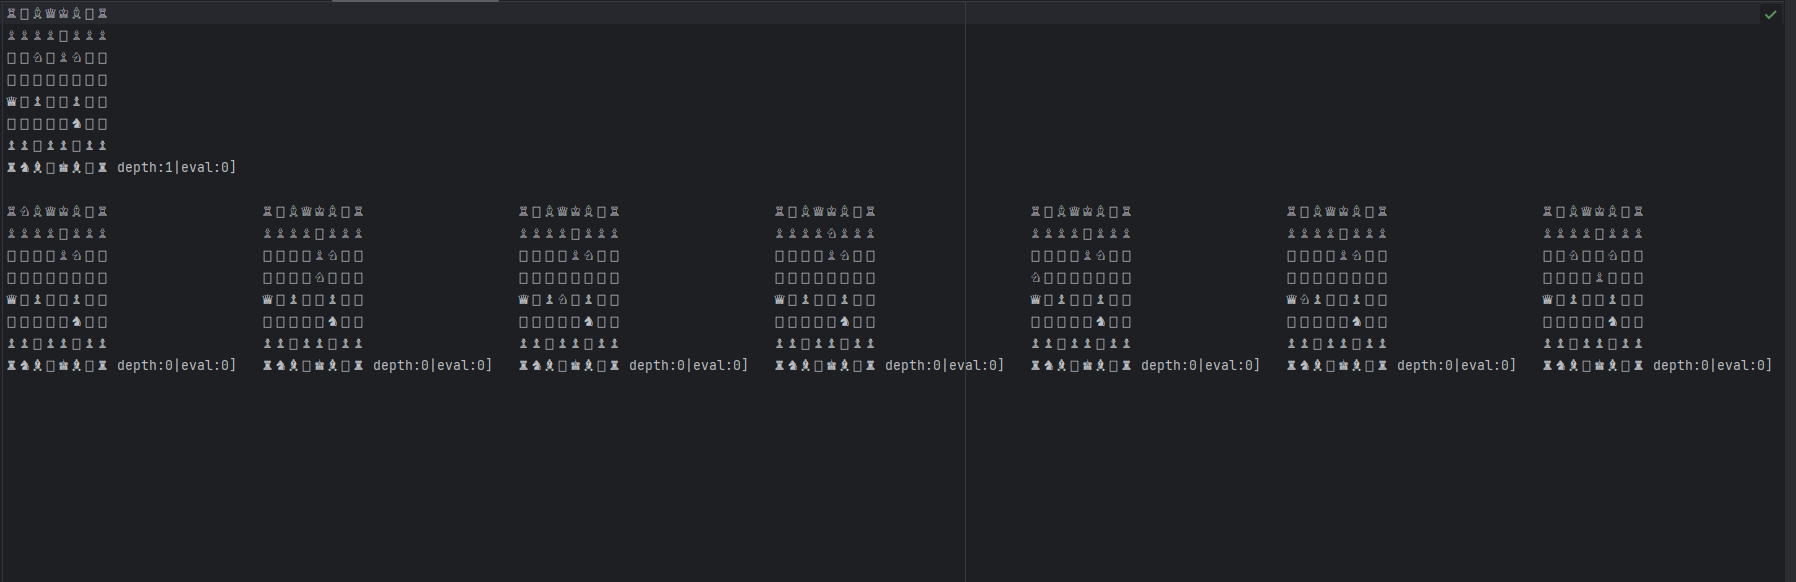 ♖□♗♕♔♗□♖
♙♙♙♙□♙♙♙
□□♘□♙♘□□
□□□□□□□□
♛□♟□□♟□□
□□□□□♞□□
♟♟□♟♟□♟♟
♜♞♝□♚♝□♜ depth:1|eval:0]
♖♘♗♕♔♗□♖ ♖□♗♕♔♗□♖ ♖□♗♕♔♗□♖ ♖□♗♕♔♗□♖ ♖□♗♕♔♗□♖ ♖□♗♕♔♗□♖ ♖□♗♕♔♗□♖
♙♙♙♙□♙♙♙ ♙♙♙♙□♙♙♙ ♙♙♙♙□♙♙♙ ♙♙♙♙♘♙♙♙ ♙♙♙♙□♙♙♙ ♙♙♙♙□♙♙♙ ♙♙♙♙□♙♙♙
□□□□♙♘□□ □□□□♙♘□□ □□□□♙♘□□ □□□□♙♘□□ □□□□♙♘□□ □□□□♙♘□□ □□♘□□♘□□
□□□□□□□□ □□□□♘□□□ □□□□□□□□ □□□□□□□□ ♘□□□□□□□ □□□□□□□□ □□□□♙□□□
♛□♟□□♟□□ ♛□♟□□♟□□ ♛□♟♘□♟□□ ♛□♟□□♟□□ ♛□♟□□♟□□ ♛♘♟□□♟□□ ♛□♟□□♟□□
□□□□□♞□□ □□□□□♞□□ □□□□□♞□□ □□□□□♞□□ □□□□□♞□□ □□□□□♞□□ □□□□□♞□□
♟♟□♟♟□♟♟ ♟♟□♟♟□♟♟ ♟♟□♟♟□♟♟ ♟♟□♟♟□♟♟ ♟♟□♟♟□♟♟ ♟♟□♟♟□♟♟ ♟♟□♟♟□♟♟
♜♞♝□♚♝□♜ depth:0|eval:0] ♜♞♝□♚♝□♜ depth:0|eval:0] ♜♞♝□♚♝□♜ depth:0|eval:0] ♜♞♝□♚♝□♜ depth:0|eval:0] ♜♞♝□♚♝□♜ depth:0|eval:0] ♜♞♝□♚♝□♜ depth:0|eval:0] ♜♞♝□♚♝□♜ depth:0|eval:0]